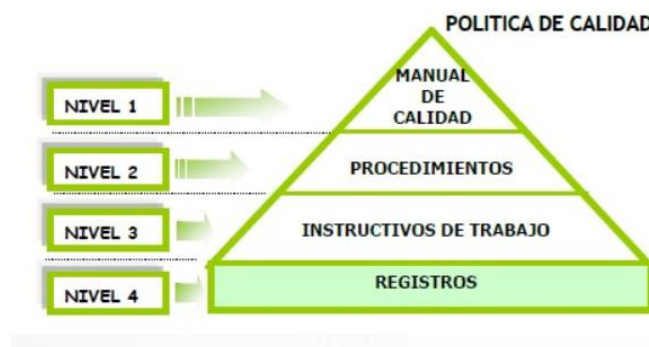 POLITICA DE CALIDAD
MANUAL
DE
CALIDAD
NIVEL 1
PROCEDIMIENTOS
NIVEL 2
INSTRUCTIVOS DE TRABAJO
NIVEL 3
REGISTROS
NIVEL 4